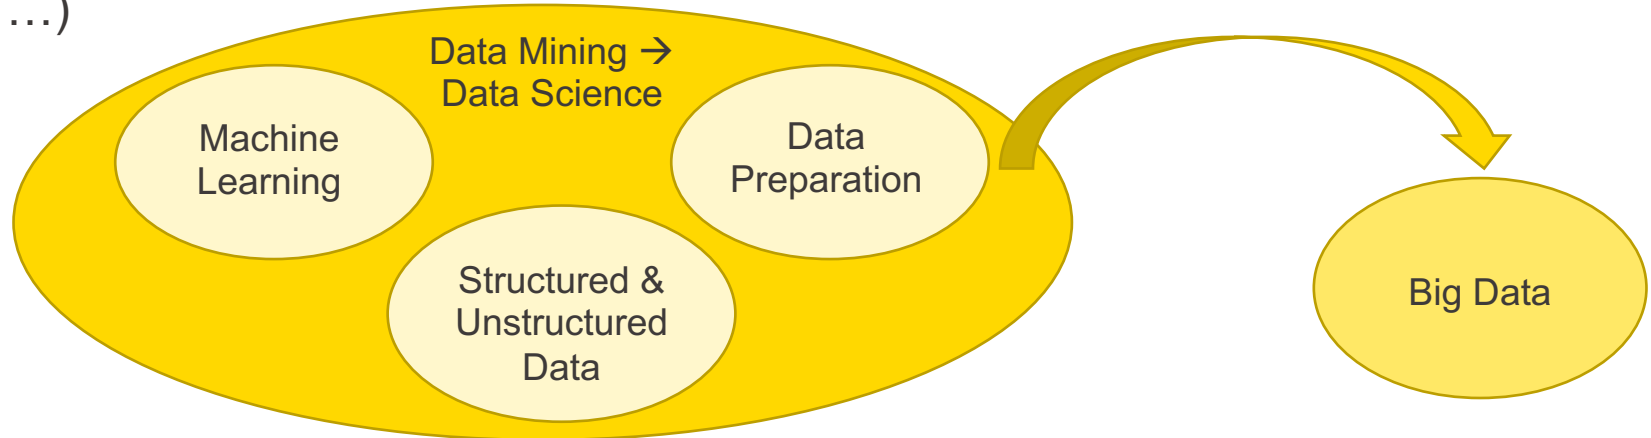 …)
Data Mining →
Data Science
Machine
Learning
Data
Preparation
Structured &
Unstructured
Data
Big Data